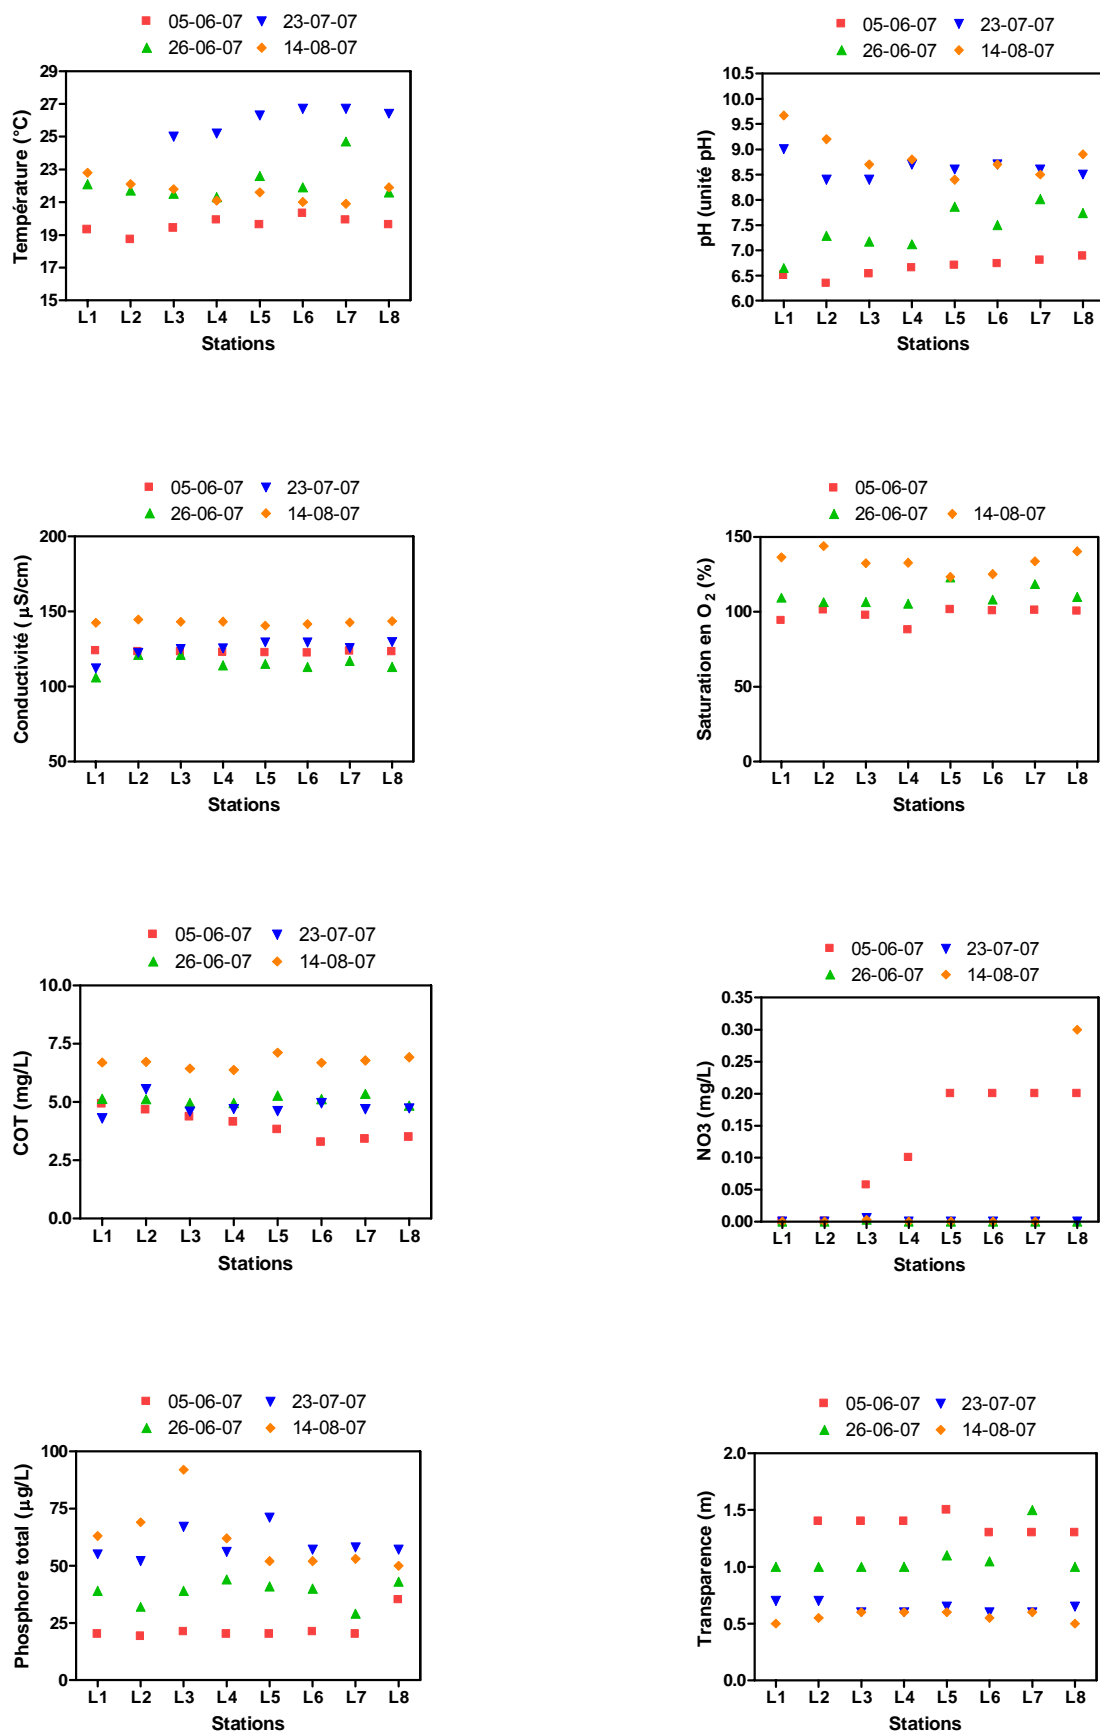 05-06-07 23-07-07
26-06-07 14-08-07
Température (°C)
29
27
25
23
21
19
17
15
L1 L2 L3 L4 L5 L6 L7 L8
Stations
05-06-07 23-07-07
26-06-07 14-08-07
pH (unité pH)
10.5
10.0
9.5
9.0
8.5
8.0
7.5
7.0
6.5
6.0
L1 L2 L3 L4 L5 L6 L7 L8
Stations
05-06-07 23-07-07
26-06-07 14-08-07
Conductivité (µS/cm)
200
150
100
50
L1 L2 L3 L4 L5 L6 L7 L8
Stations
05-06-07
26-06-07 14-08-07
Saturation en O2 (%)
150
100
50
0
L1 L2 L3 L4 L5 L6 L7 L8
Stations
05-06-07 23-07-07
26-06-07 14-08-07
COT (mg/L)
10.0
7.5
5.0
2.5
0.0
L1 L2 L3 L4 L5 L6 L7 L8
Stations
05-06-07 23-07-07
26-06-07 14-08-07
NO3 (mg/L)
0.35
0.30
0.25
0.20
0.15
0.10
0.05
0.00
L1 L2 L3 L4 L5 L6 L7 L8
Stations
05-06-07 23-07-07
26-06-07 14-08-07
Phosphore total (µg/L)
100
75
50
25
0
L1 L2 L3 L4 L5 L6 L7 L8
Stations
05-06-07 23-07-07
26-06-07 14-08-07
Transparence (m)
2.0
1.5
1.0
0.5
0.0
L1 L2 L3 L4 L5 L6 L7 L8
Stations